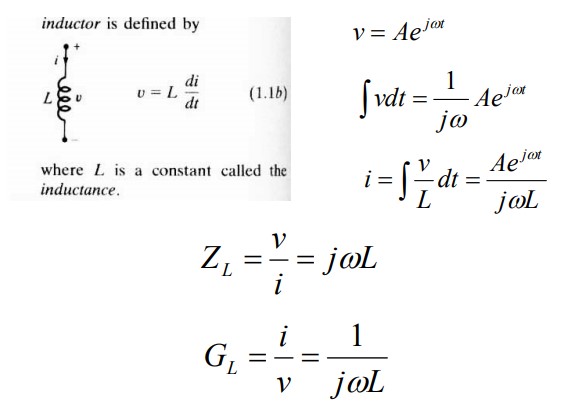 inductor is defined by
+
i
L
υ
υ = L di/dt (1.1b)
where L is a constant called the
inductance.
v = Ae^{jωt}
∫vdt = 1/jω Ae^{jωt}
i = ∫ v/L dt = Ae^{jωt}/jωL
Z_L = v/i = jωL
G_L = i/v = 1/jωL